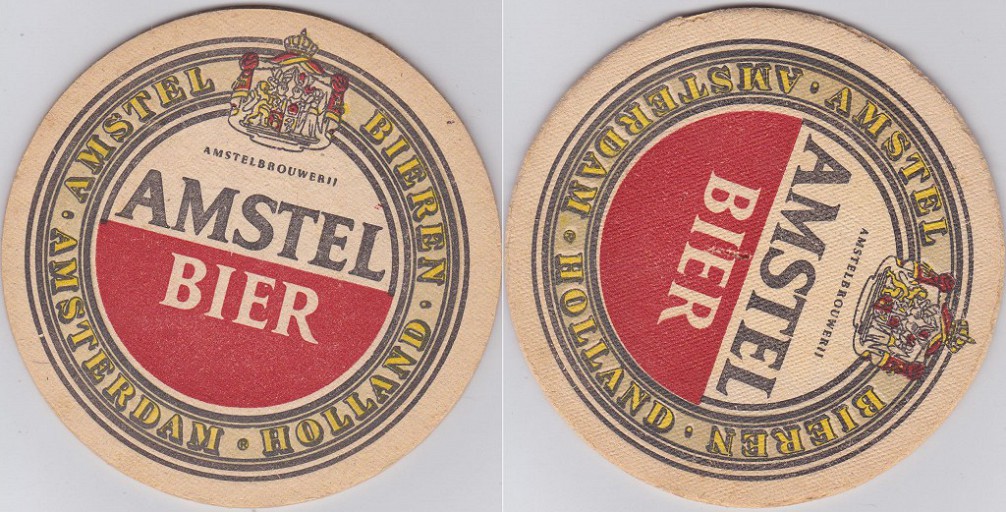 AMSTEL BIEREN · HOLLAND ® AMSTERDAM ·
AMSTELBROUWERIJ
AMSTEL
BIER
AMSTEL BIEREN · HOLLAND ® AMSTERDAM ·
AMSTELBROUWERIJ
AMSTEL
BIER